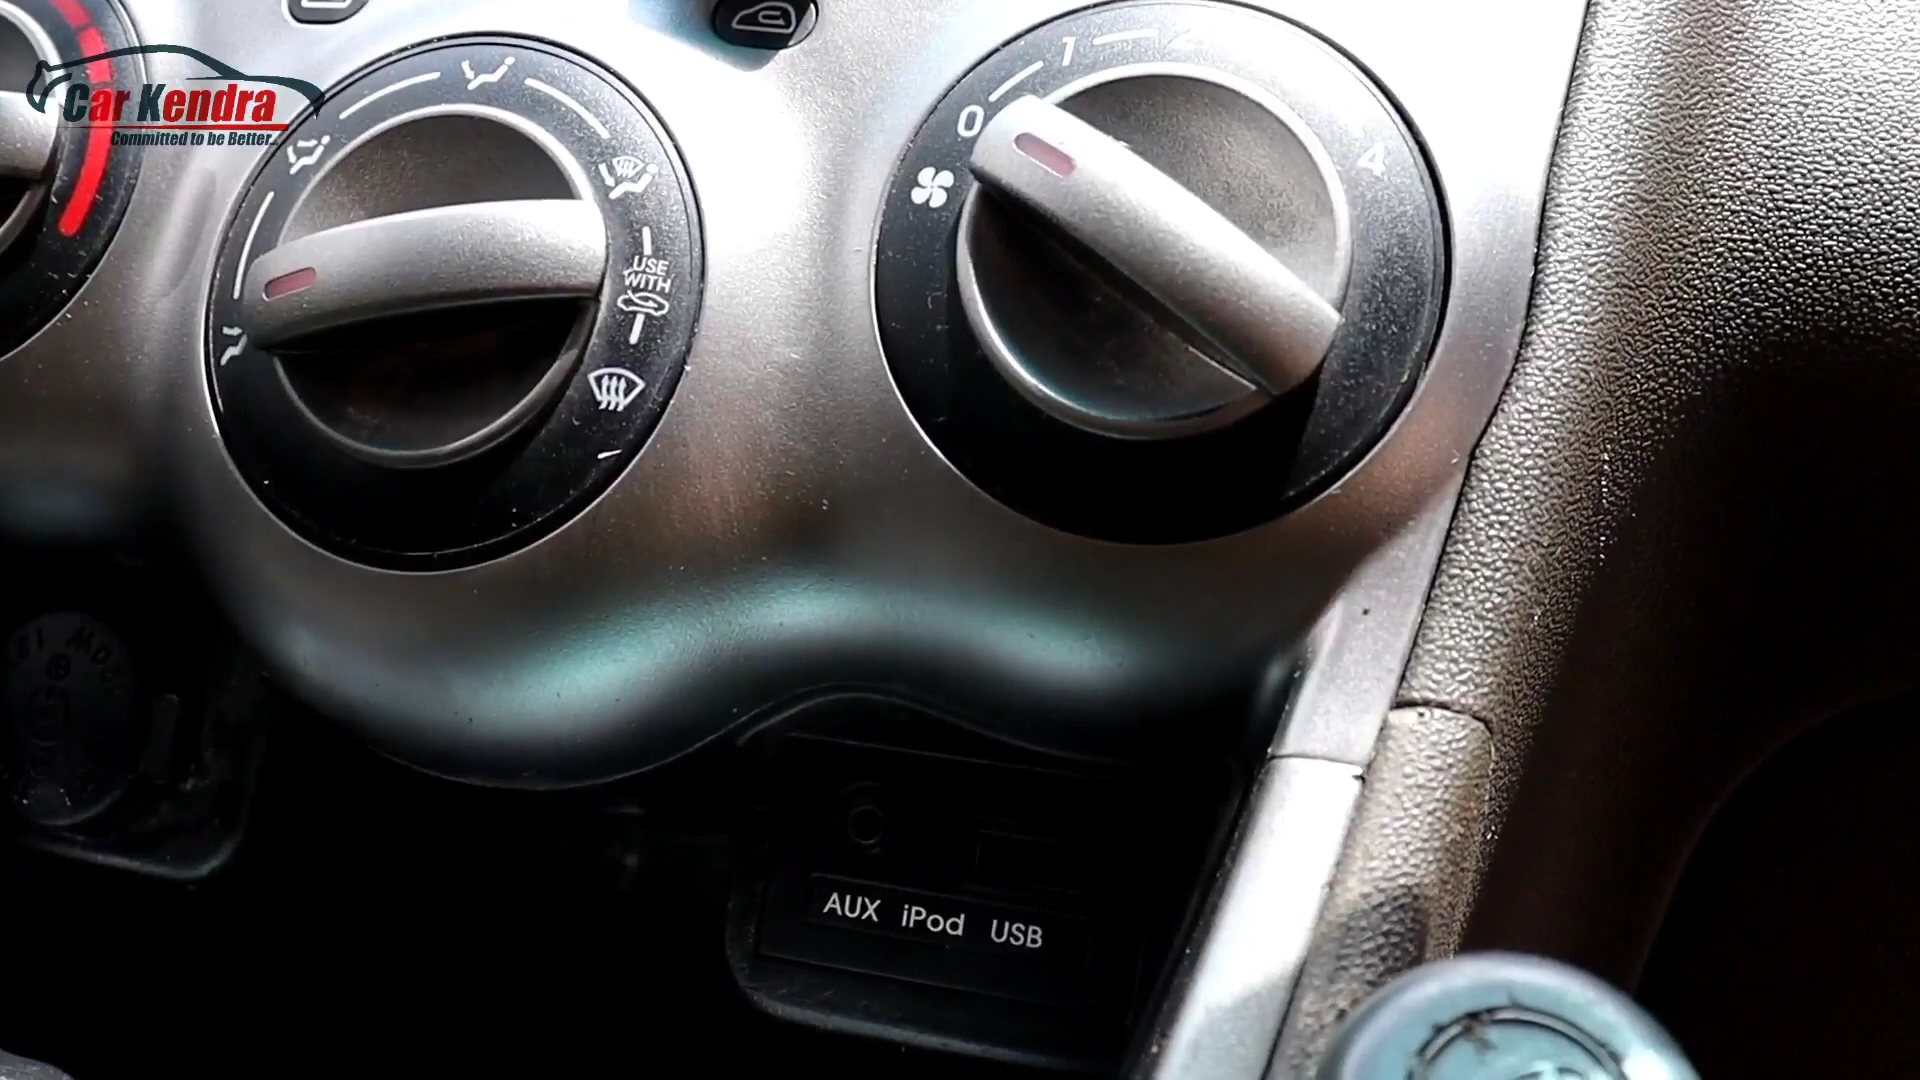 Car Kendra
Committed to be Better...
0
1
4
USE
WITH
AUX iPod USB